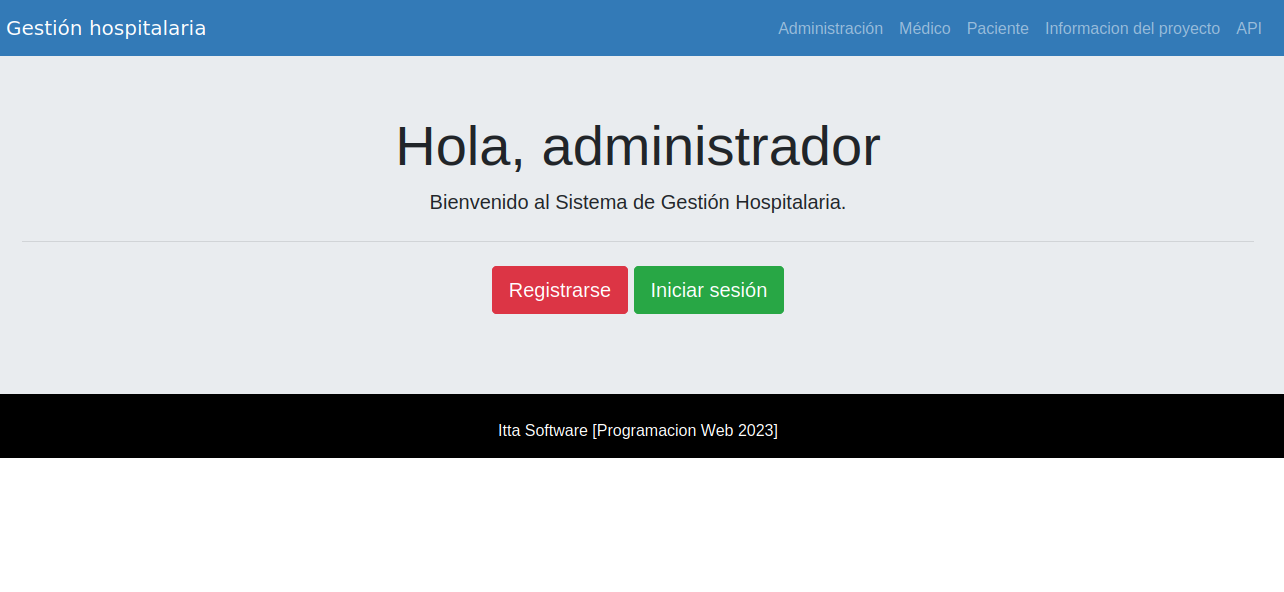 Gestión hospitalaria
Administración Médico Paciente Informacion del proyecto API
Hola, administrador
Bienvenido al Sistema de Gestión Hospitalaria.
Registrarse Iniciar sesión
Itta Software [Programacion Web 2023]